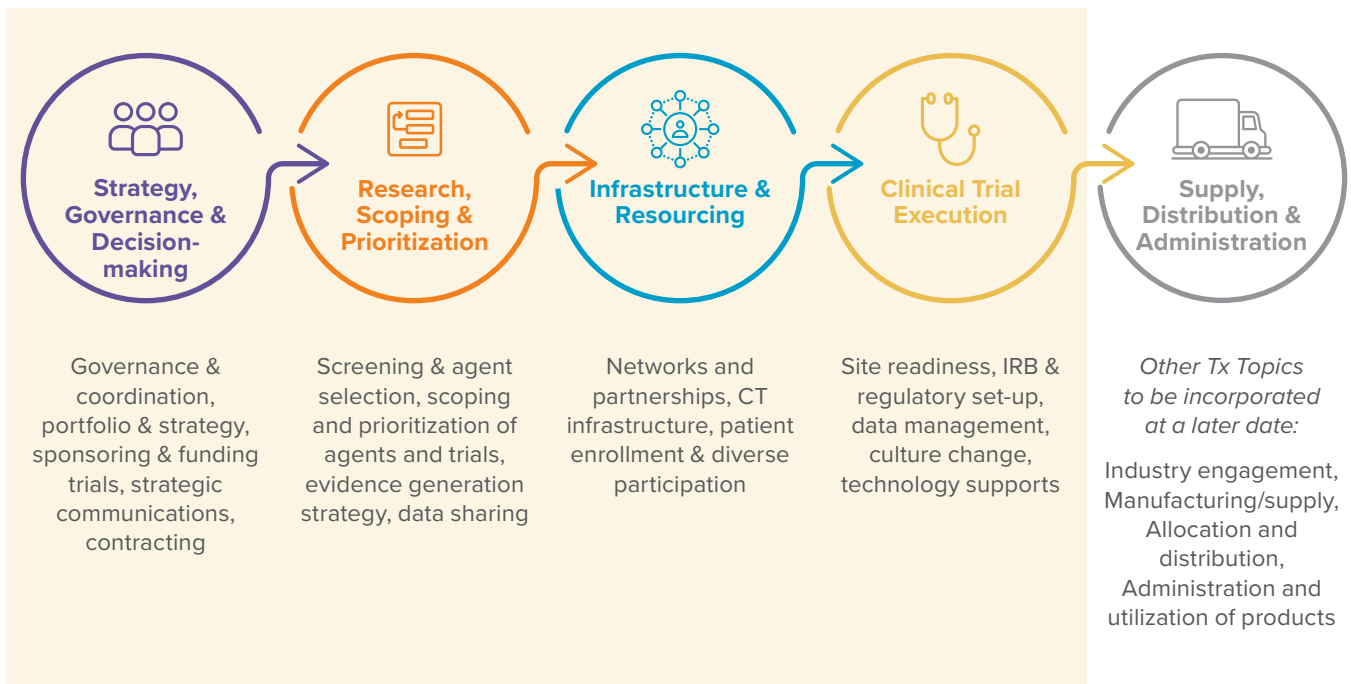 Strategy,
Governance &
Decision-
making
Research,
Scoping &
Prioritization
Infrastructure &
Resourcing
Clinical Trial
Execution
Supply,
Distribution &
Administration
Governance &
coordination,
portfolio & strategy,
sponsoring & funding
trials, strategic
communications,
contracting
Screening & agent
selection, scoping
and prioritization of
agents and trials,
evidence generation
strategy, data sharing
Networks and
partnerships, CT
infrastructure, patient
enrollment & diverse
participation
Site readiness, IRB &
regulatory set-up,
data management,
culture change,
technology supports
Other Tx Topics
to be incorporated
at a later date:
Industry engagement,
Manufacturing/supply,
Allocation and
distribution,
Administration and
utilization of products